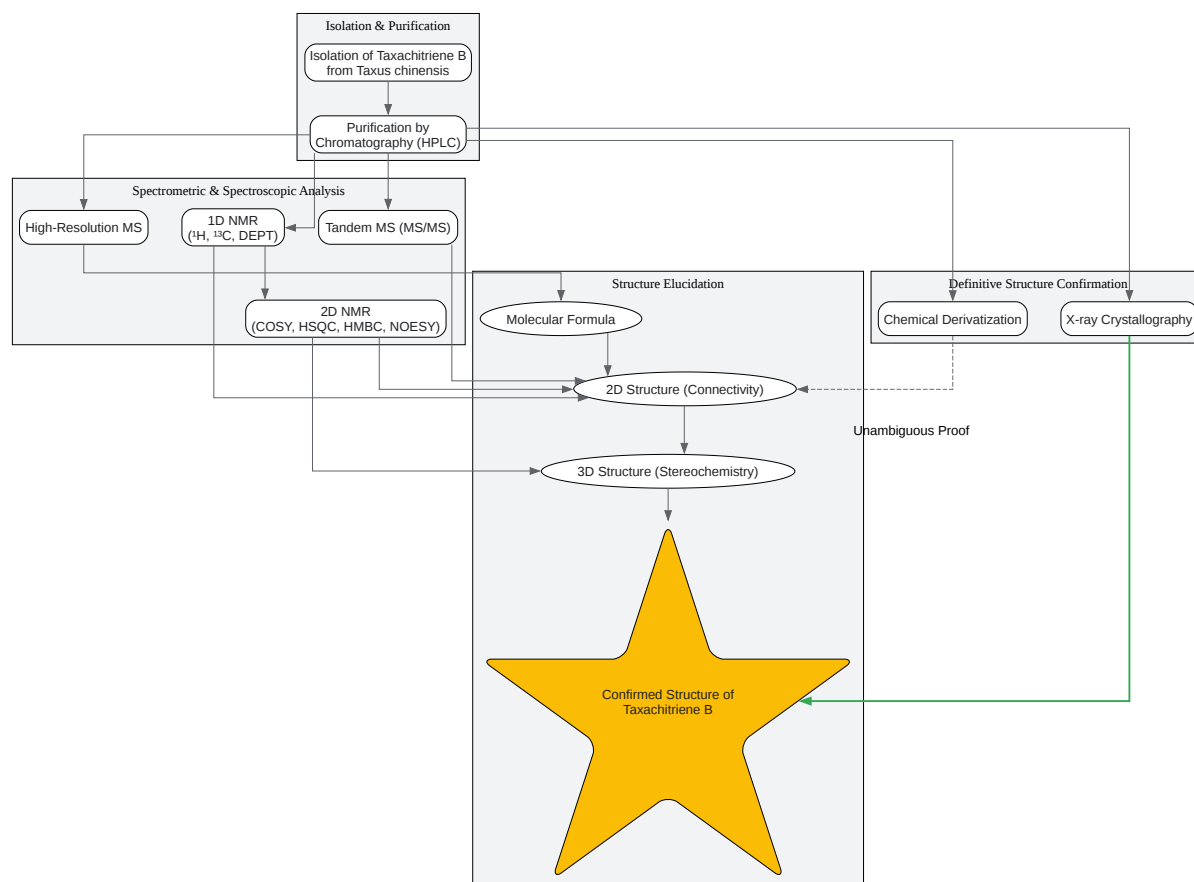 Isolation & Purification
Isolation of Taxachitriene B
from Taxus chinensis
Purification by
Chromatography (HPLC)
Spectrometric & Spectroscopic Analysis
High-Resolution MS
1D NMR
(¹H, ¹³C, DEPT)
Tandem MS (MS/MS)
2D NMR
(COSY, HSQC, HMBC, NOESY)
Structure Elucidation
Molecular Formula
2D Structure (Connectivity)
3D Structure (Stereochemistry)
Confirmed Structure of
Taxachitriene B
Definitive Structure Confirmation
Chemical Derivatization
X-ray Crystallography
Unambiguous Proof